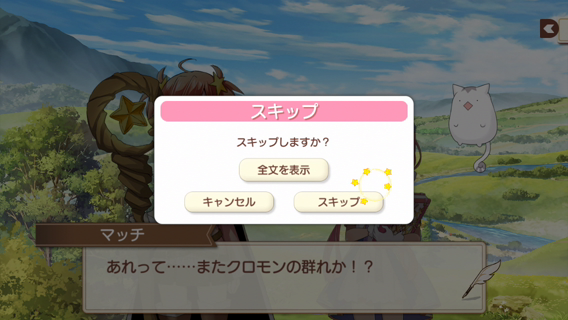 スキップ
スキップしますか？
全文を表示
キャンセル
スキップ
マッチ
あれって……またクロモンの群れか！？